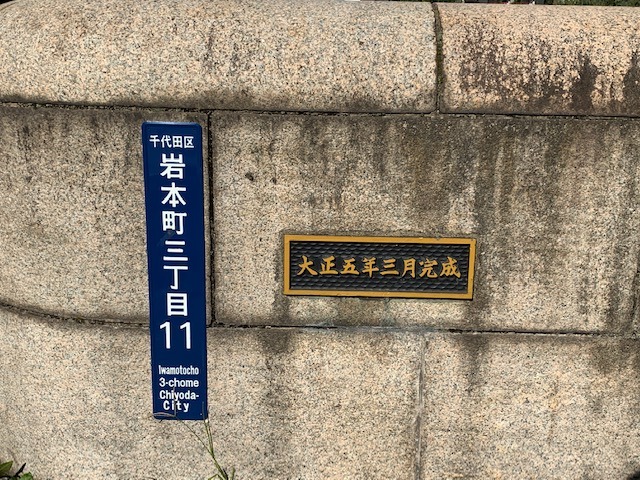 千代田区
岩本町三丁目
11
Iwamotocho
3-chome
Chiyoda-
City
大正五年三月完成